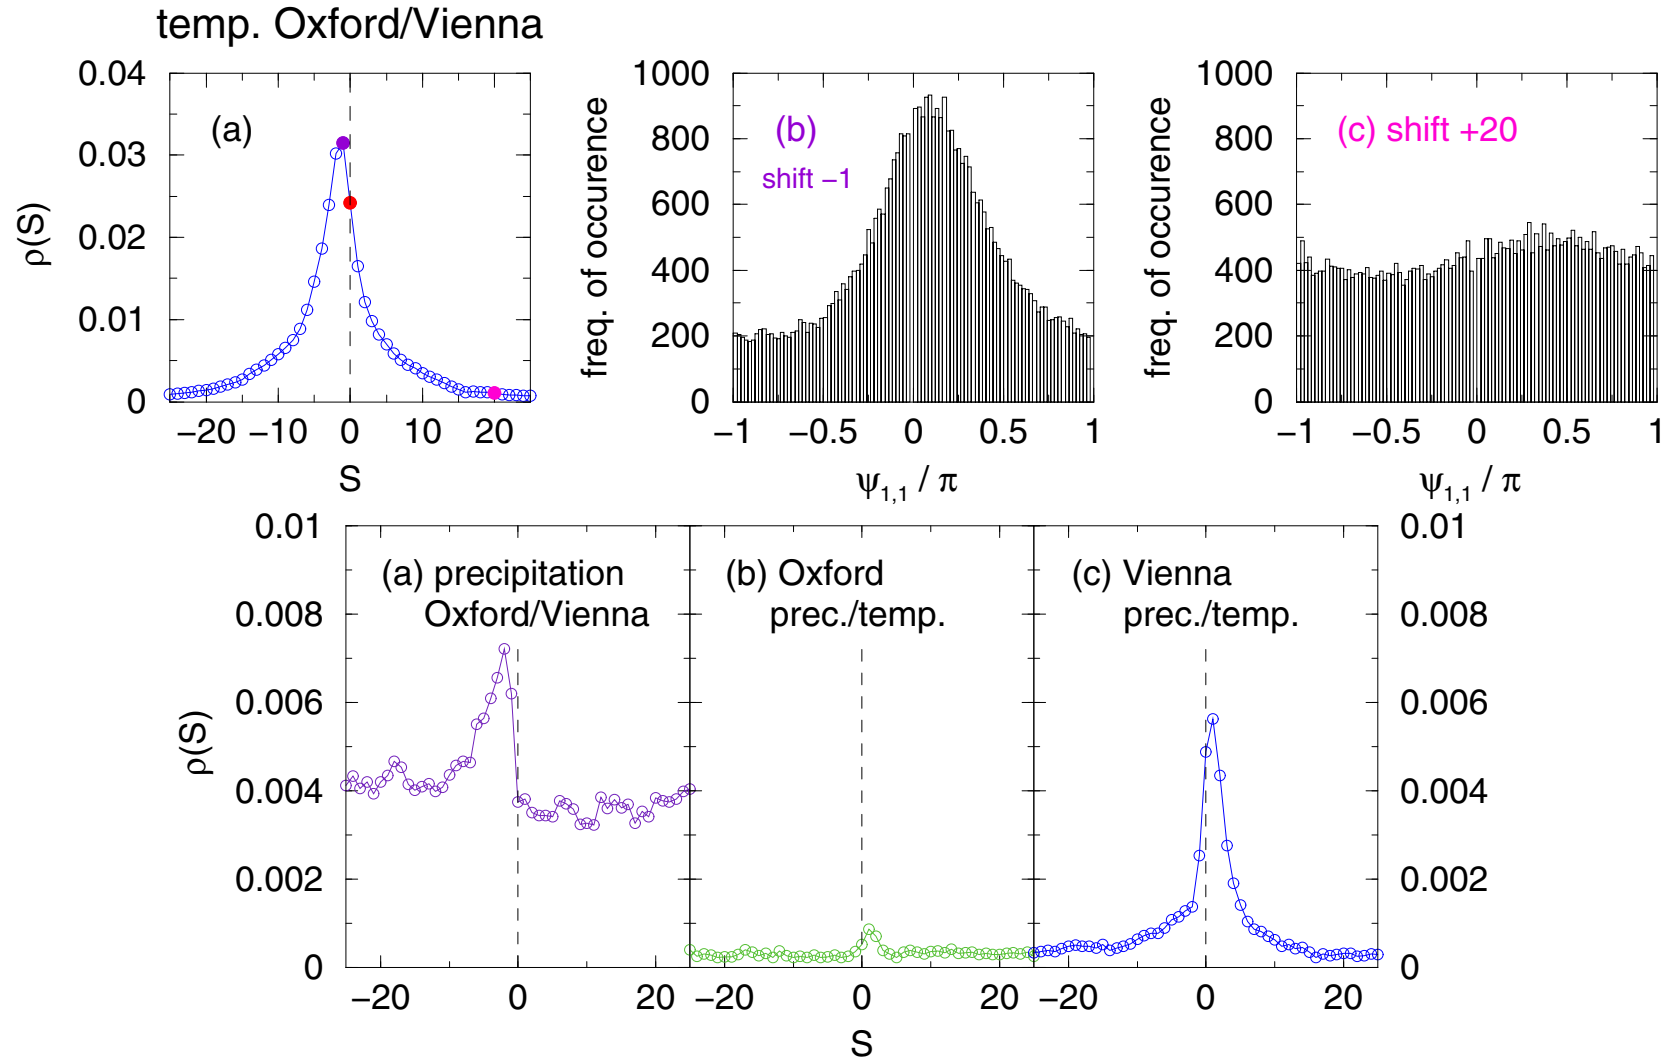 temp. Oxford/Vienna
0.04
0.03
0.02
0.01
0
ρ(S)
(a)
−20 −10 0 10 20
S
1000
800
600
400
200
0
freq. of occurence
(b)
shift −1
−1 −0.5 0 0.5 1
ψ1,1 / π
1000
800
600
400
200
0
freq. of occurence
(c) shift +20
−1 −0.5 0 0.5 1
ψ1,1 / π
0.01
0.008
0.006
0.004
0.002
0
ρ(S)
(a) precipitation
Oxford/Vienna
−20 0 20
(b) Oxford
prec./temp.
−20 0 20
S
(c) Vienna
prec./temp.
−20 0 20
0.01
0.008
0.006
0.004
0.002
0